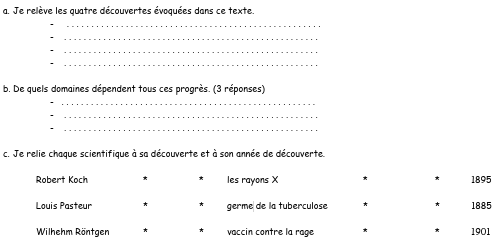 a. Je relève les quatre découvertes évoquées dans ce texte.
- . . . . . . . . . . . . . . . . . . . . . . . . . . . . . . . . . . . . . . . . . . . . . . . . . .
- . . . . . . . . . . . . . . . . . . . . . . . . . . . . . . . . . . . . . . . . . . . . . . . . . .
- . . . . . . . . . . . . . . . . . . . . . . . . . . . . . . . . . . . . . . . . . . . . . . . . . .
- . . . . . . . . . . . . . . . . . . . . . . . . . . . . . . . . . . . . . . . . . . . . . . . . . .
b. De quels domaines dépendent tous ces progrès. (3 réponses)
- . . . . . . . . . . . . . . . . . . . . . . . . . . . . . . . . . . . . . . . . . . . . . . . . . .
- . . . . . . . . . . . . . . . . . . . . . . . . . . . . . . . . . . . . . . . . . . . . . . . . . .
- . . . . . . . . . . . . . . . . . . . . . . . . . . . . . . . . . . . . . . . . . . . . . . . . . .
c. Je relie chaque scientifique à sa découverte et à son année de découverte.
Robert Koch * * les rayons X * * 1895
Louis Pasteur * * germe de la tuberculose * * 1885
Wilhehm Röntgen * * vaccin contre la rage * * 1901